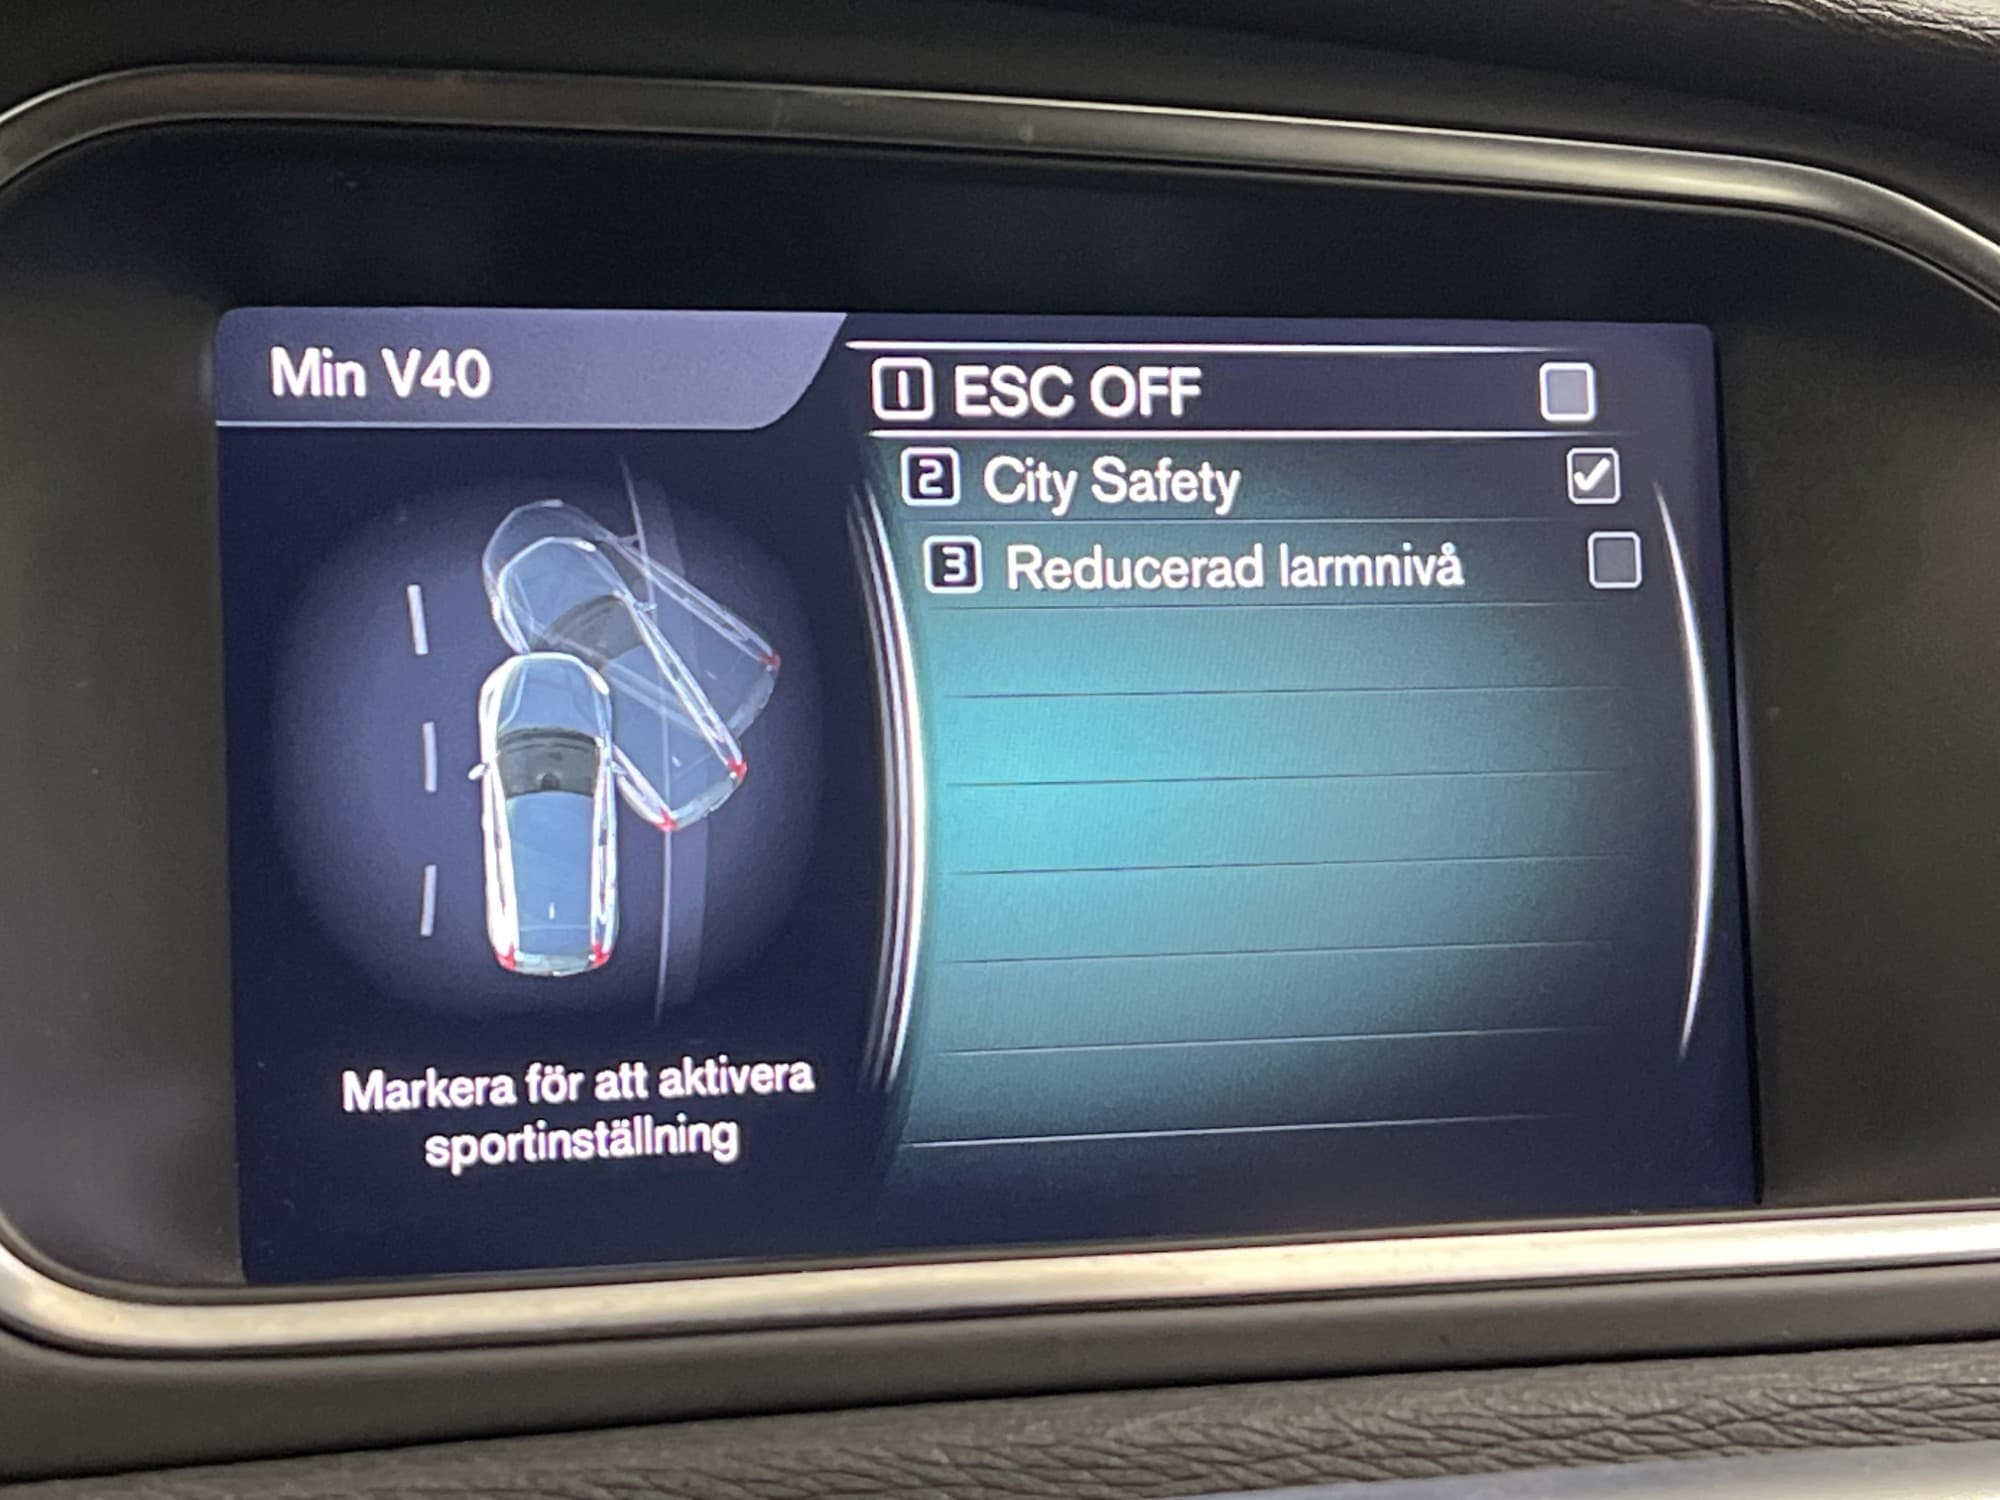 Min V40
1 ESC OFF
2 City Safety
3 Reducerad larmnivå
Markera för att aktivera
sportinställning